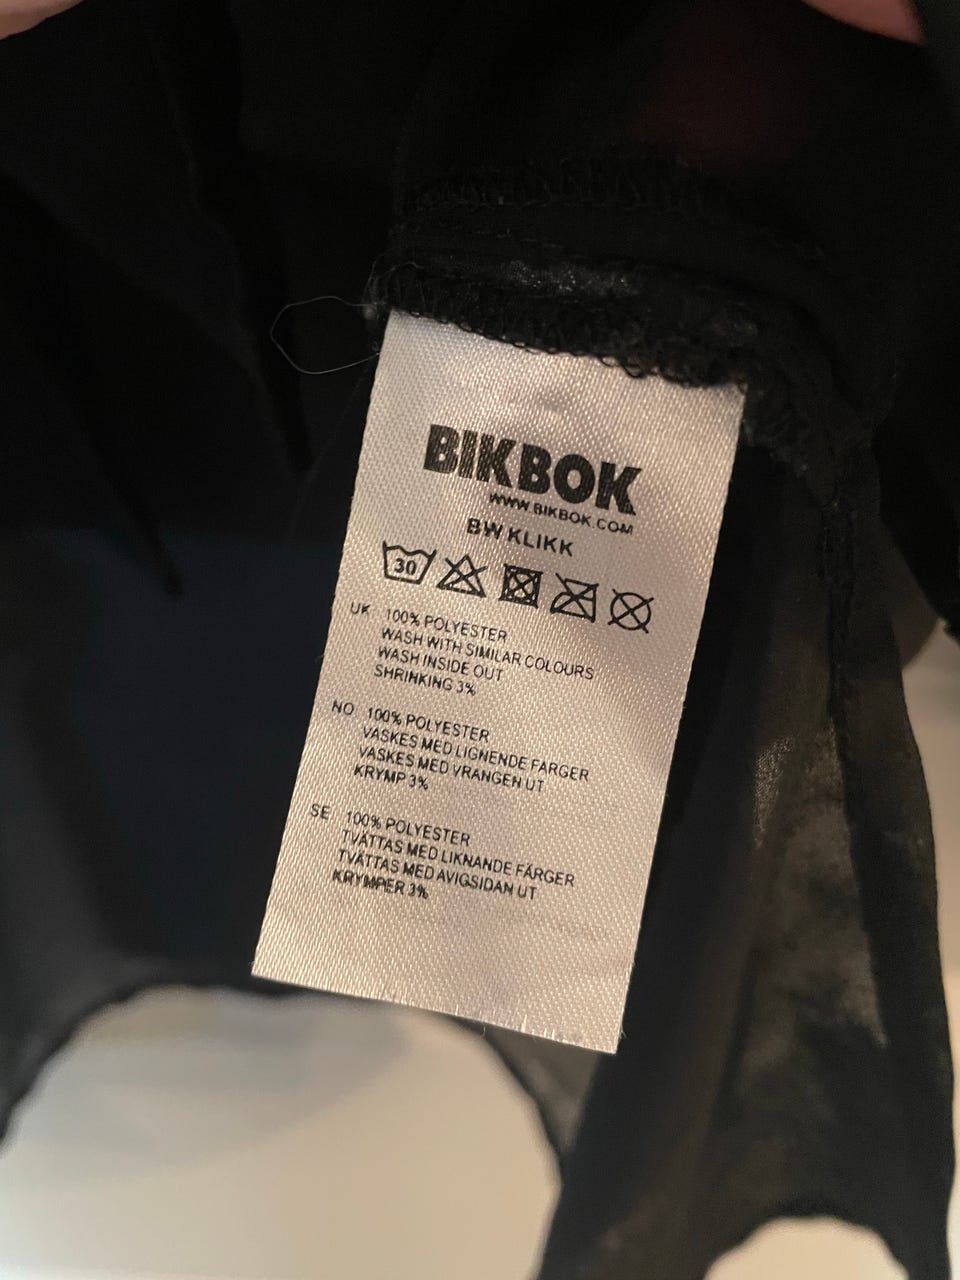 BIKBOK
WWW.BIKBOK.COM
BW KLIKK
30
UK 100% POLYESTER
WASH WITH SIMILAR COLOURS
WASH INSIDE OUT
SHRINKING 3%
NO 100% POLYESTER
VASKES MED LIGNENDE FARGER
VASKES MED VRANGEN UT
KRYMP 3%
SE 100% POLYESTER
TVÄTTAS MED LIKNANDE FÄRGER
TVÄTTAS MED AVIGSIDAN UT
KRYMPER 3%